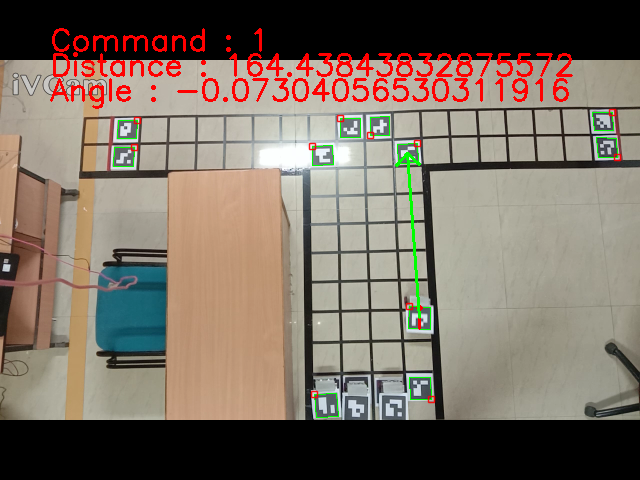 Command : 1
Distance : 164.43843832875572
iVCam
Angle : -0.07304056530311916